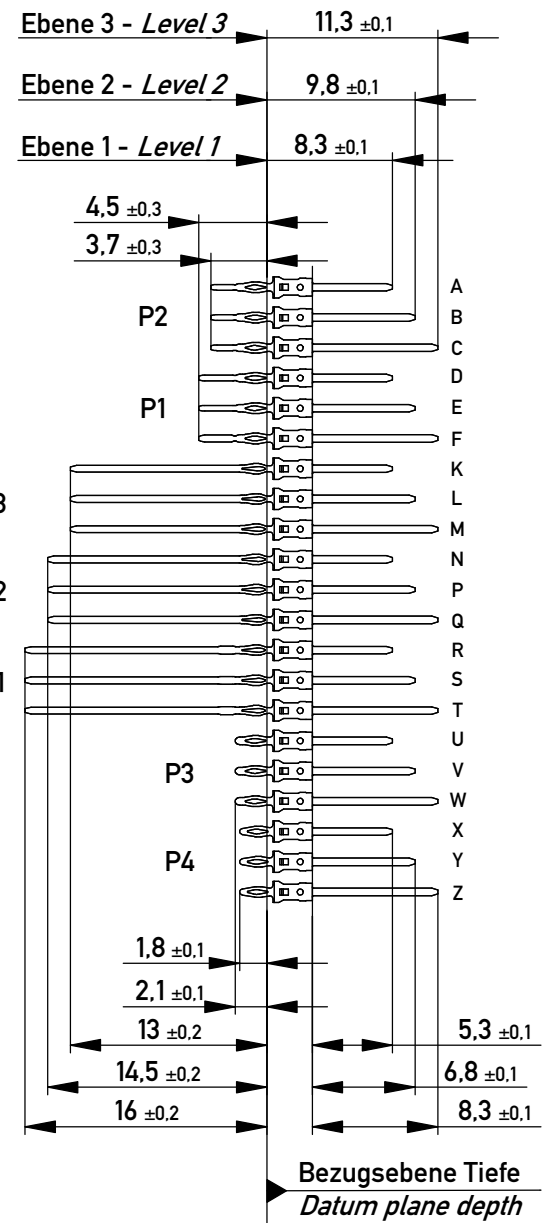 Ebene 3 - Level 3 11,3 ±0,1
Ebene 2 - Level 2 9,8 ±0,1
Ebene 1 - Level 1 8,3 ±0,1
4,5 ±0,3
3,7 ±0,3
A
P2
B
C
D
P1
E
F
K
3
L
M
N
2
P
Q
R
1
S
T
U
P3
V
W
X
P4
Y
Z
1,8 ±0,1
2,1 ±0,1
13 ±0,2 5,3 ±0,1
14,5 ±0,2 6,8 ±0,1
16 ±0,2 8,3 ±0,1
Bezugsebene Tiefe
Datum plane depth